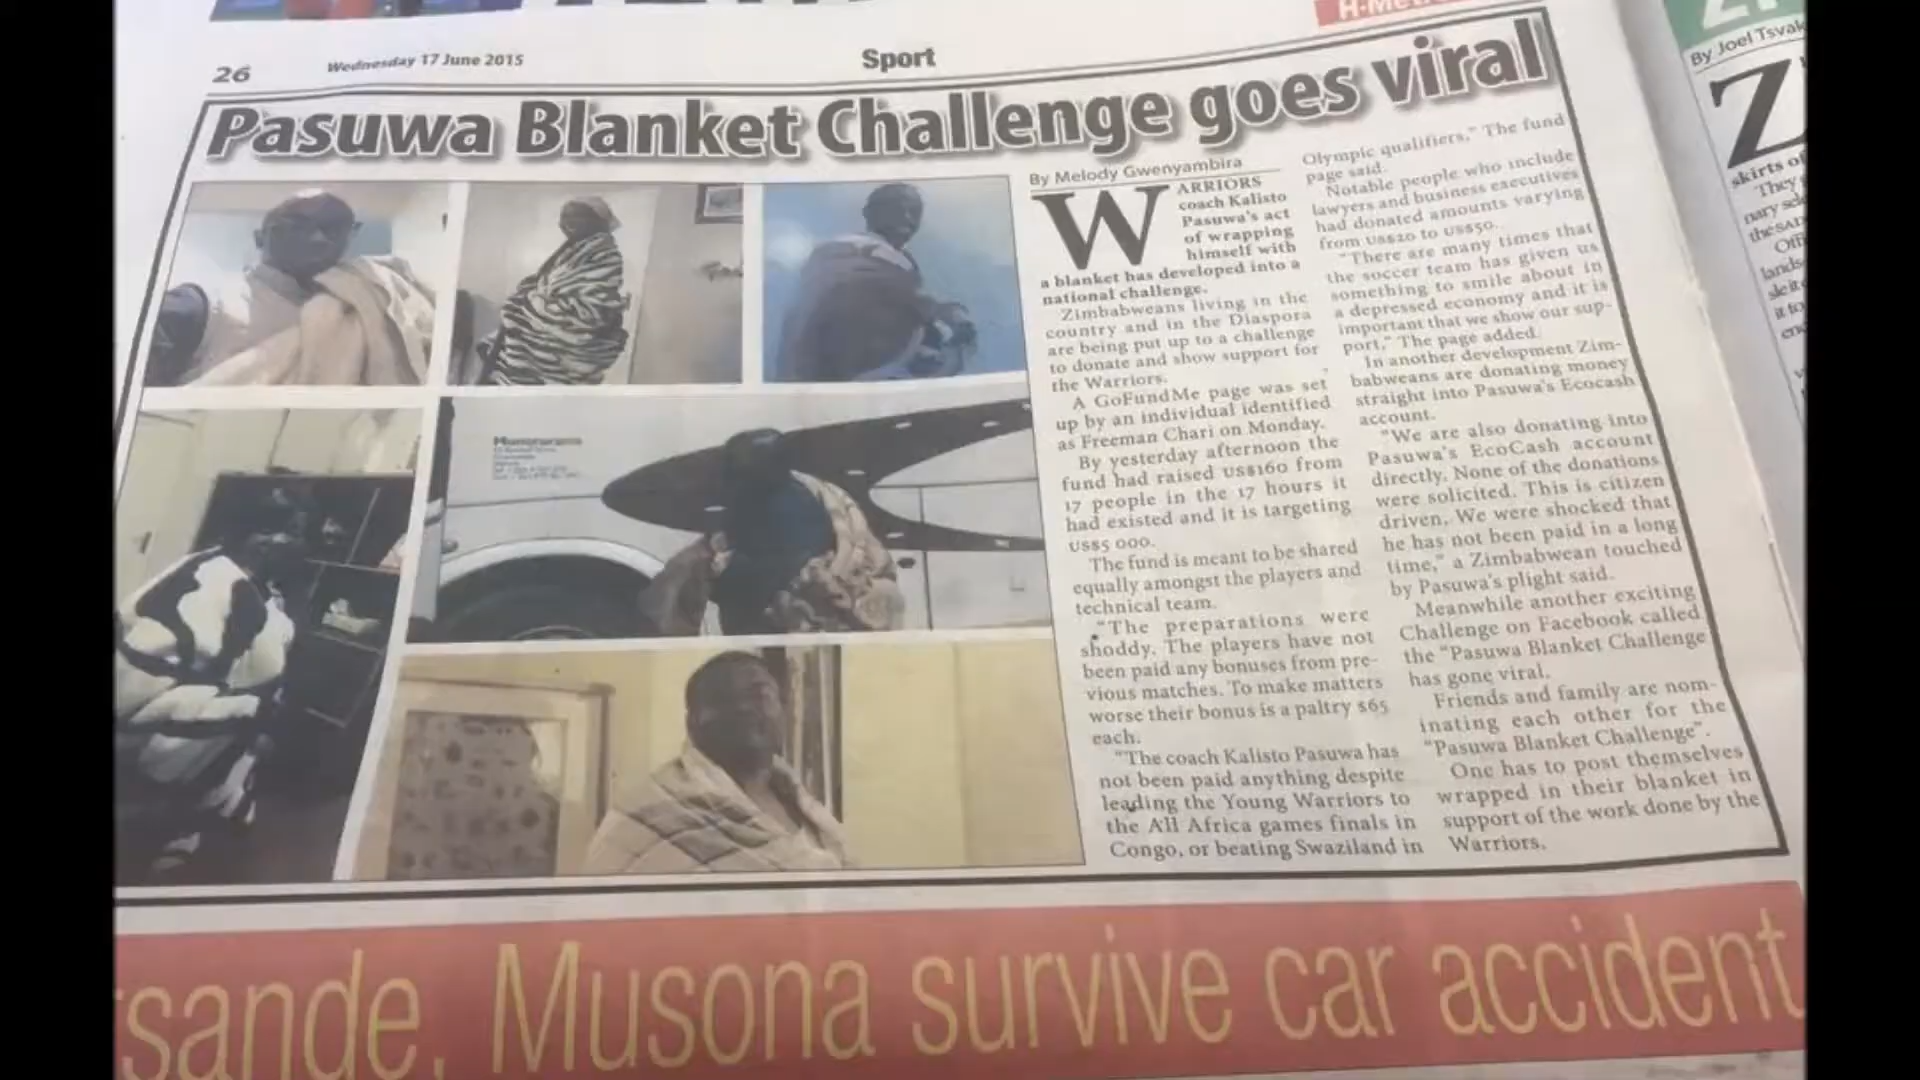 H-Met
26
Wednesday 17 June 2015
Sport
Pasuwa Blanket Challenge goes viral
By Melody Gwenyambira
WARRIORS
coach Kalisto
Pasuwa's act
of wrapping
himself with
a blanket has developed into a
national challenge.
Zimbabweans living in the
country and in the Diaspora
are being put up to a challenge
to donate and show support for
the Warriors.
A GoFundMe page was set
up by an individual identified
as Freeman Chari on Monday.
By yesterday afternoon the
fund had raised US$160 from
17 people in the 17 hours it
had existed and it is targeting
US$5 000.
The fund is meant to be shared
equally amongst the players and
technical team.
"The preparations were
shoddy. The players have not
been paid any bonuses from pre-
vious matches. To make matters
worse their bonus is a paltry $65
each.
"The coach Kalisto Pasuwa has
not been paid anything despite
leading the Young Warriors to
the All Africa games finals in
Congo, or beating Swaziland in
Olympic qualifiers," The fund
page said.
Notable people who include
lawyers and business executives
had donated amounts varying
from US$20 to US$50.
"There are many times that
the soccer team has given us
something to smile about in
a depressed economy and it is
important that we show our sup-
port," The page added.
In another development Zim-
babweans are donating money
straight into Pasuwa's Ecocash
account.
"We are also donating into
Pasuwa's EcoCash account
directly. None of the donations
were solicited. This is citizen
driven. We were shocked that
he has not been paid in a long
time," a Zimbabwean touched
by Pasuwa's plight said.
Meanwhile another exciting
Challenge on Facebook called
the "Pasuwa Blanket Challenge
has gone viral.
Friends and family are nom-
inating each other for the
"Pasuwa Blanket Challenge".
One has to post themselves
wrapped in their blanket in
support of the work done by the
Warriors.
By Joel Tsvak
Z
skirts of
They
nary sel
the SAD
Offi
lands
sande, Musona survive car accident